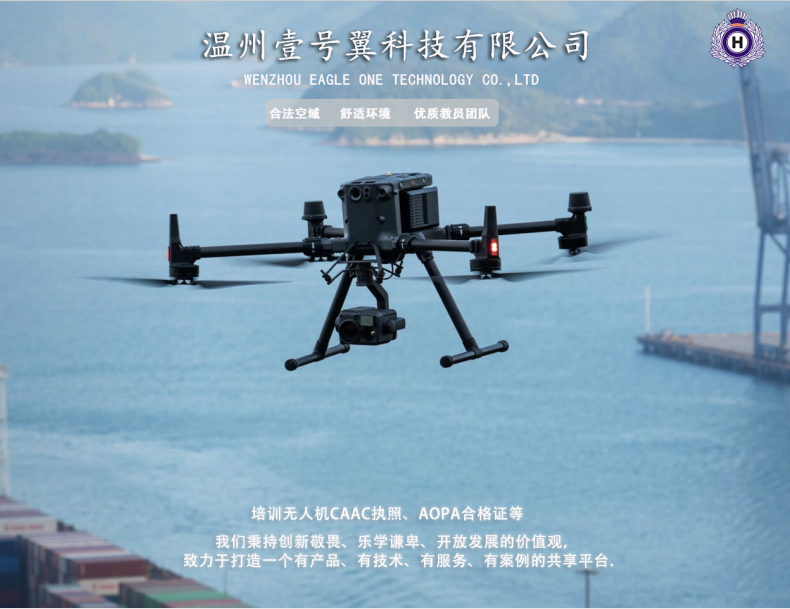 温州壹号翼科技有限公司
WENZHOU EAGLE ONE TECHNOLOGY CO.,LTD
H
合法空域 舒适环境 优质教员团队
培训无人机CAAC执照、AOPA合格证等
我们秉持创新敬畏、乐学谦卑、开放发展的价值观,
致力于打造一个有产品、有技术、有服务、有案例的共享平台.